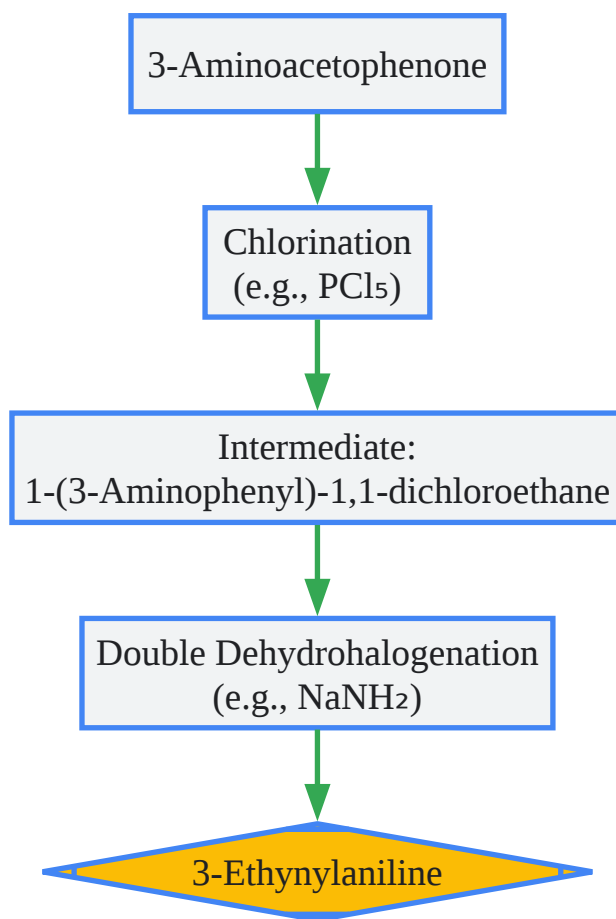 3-Aminoacetophenone
Chlorination
(e.g., PCl₅)
Intermediate:
1-(3-Aminophenyl)-1,1-dichloroethane
Double Dehydrohalogenation
(e.g., NaNH₂)
3-Ethynylaniline